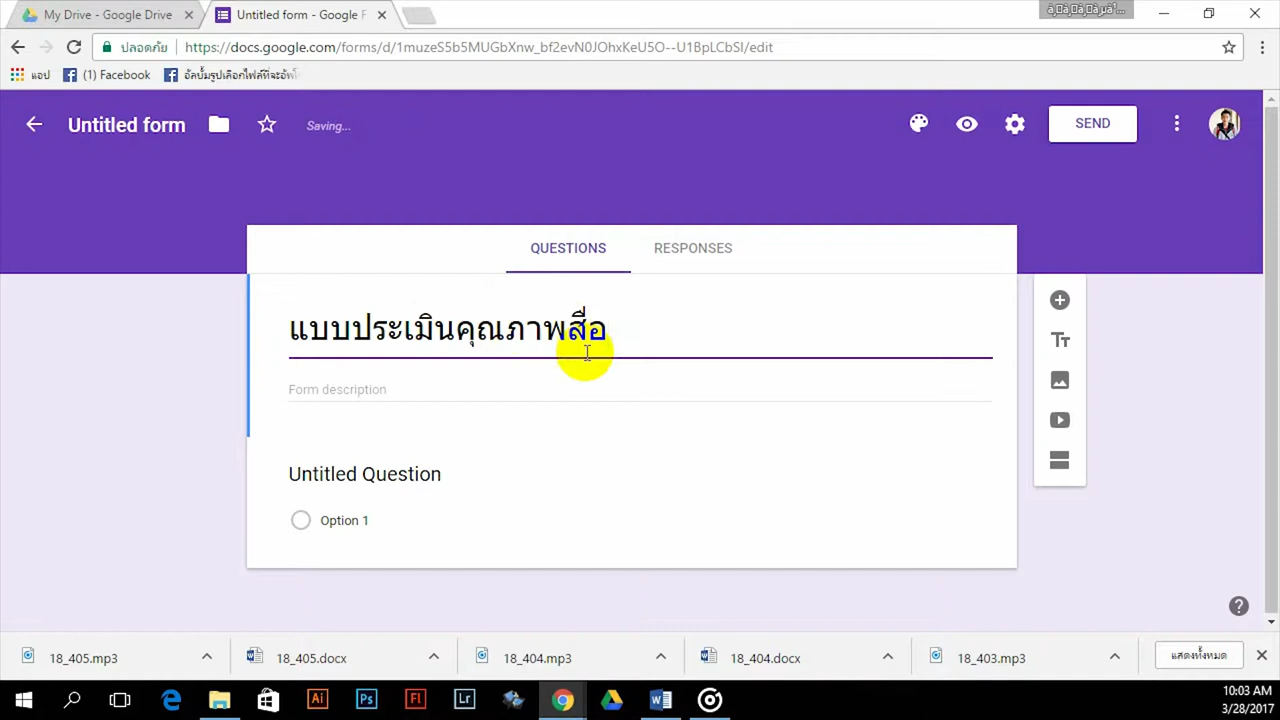 My Drive - Google Drive
Untitled form - Google F
ปลอดภัย
https://docs.google.com/forms/d/1muzeS5b5MUGbXnw_bf2evN0JOhxKeU5O--U1BpLCbSI/edit
แอป
(1) Facebook
Untitled form
Saving...
SEND
QUESTIONS
RESPONSES
แบบประเมินคุณภาพสื่อ
Form description
Untitled Question
Option 1
18_405.mp3
18_405.docx
18_404.mp3
18_404.docx
18_403.mp3
แสดงทั้งหมด
Ai
Ps
Fl
Lr
10:03 AM
3/28/2017